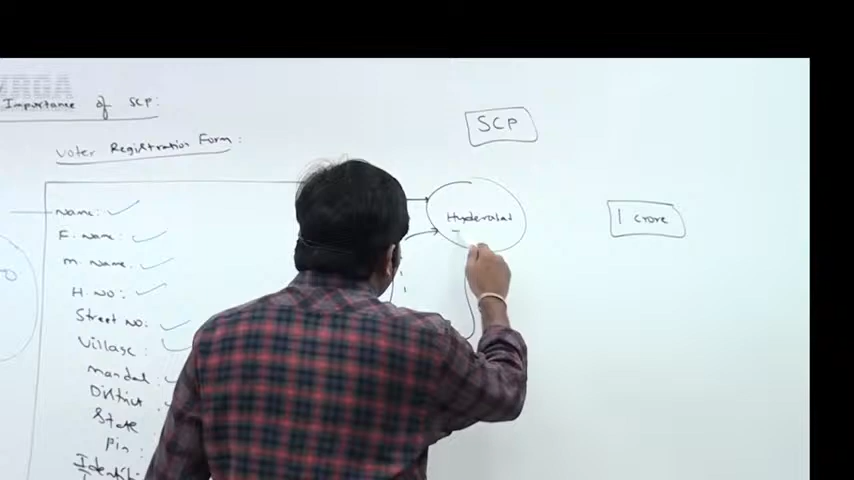 Importance of SCP:
Voter Registration Form:
SCP
Name:
F. name:
m. name:
H. NO:
Street NO:
Village:
mandal:
District
State
Pin:
Hyderabad
1 crore